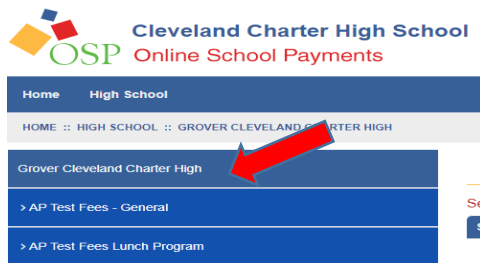 Cleveland Charter High School
OSP Online School Payments
Home High School
HOME :: HIGH SCHOOL :: GROVER CLEVELAND CHARTER HIGH
Grover Cleveland Charter High
> AP Test Fees - General
> AP Test Fees Lunch Program